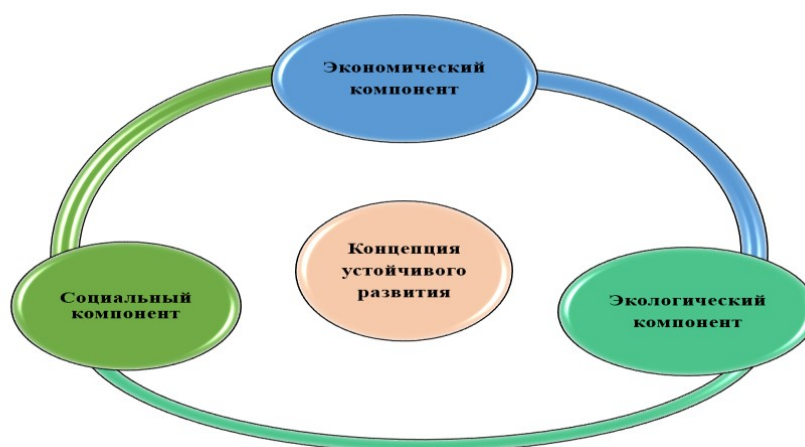 Экономический
компонент
Концепция
устойчивого
развития
Социальный
компонент
Экологический
компонент